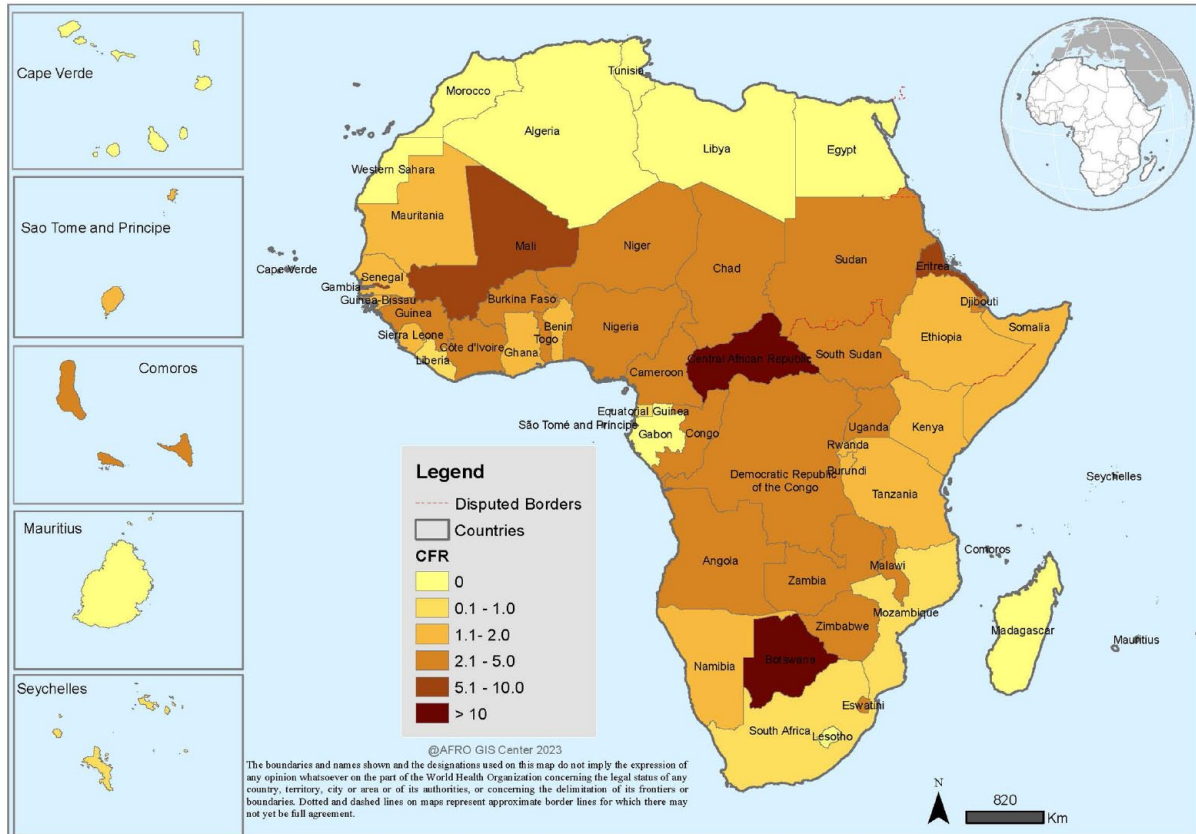 Cape Verde
Sao Tome and Principe
Comoros
Mauritius
Seychelles
Tunisia
Morocco
Algeria
Libya
Egypt
Western Sahara
Mauritania
Mali
Niger
Chad
Sudan
Eritrea
Cape Verde
Senegal
Gambia
Guinea-Bissau
Guinea
Burkina Faso
Djibouti
Sierra Leone
Liberia
Côte d'Ivoire
Ghana
Benin
Togo
Nigeria
Ethiopia
Somalia
Central African Republic
South Sudan
Cameroon
Equatorial Guinea
São Tomé and Principe
Gabon
Congo
Uganda
Kenya
Rwanda
Burundi
Democratic Republic
of the Congo
Tanzania
Seychelles
Comoros
Angola
Zambia
Malawi
Mozambique
Zimbabwe
Madagascar
Mauritius
Namibia
Botswana
Eswatini
South Africa
Lesotho
Legend
Disputed Borders
Countries
CFR
0
0.1 - 1.0
1.1- 2.0
2.1 - 5.0
5.1 - 10.0
> 10
@AFRO GIS Center 2023
The boundaries and names shown and the designations used on this map do not imply the expression of
any opinion whatsoever on the part of the World Health Organization concerning the legal status of any
country, territory, city or area or of its authorities, or concerning the delimitation of its frontiers or
boundaries. Dotted and dashed lines on maps represent approximate border lines for which there may
not yet be full agreement.
N
820
Km